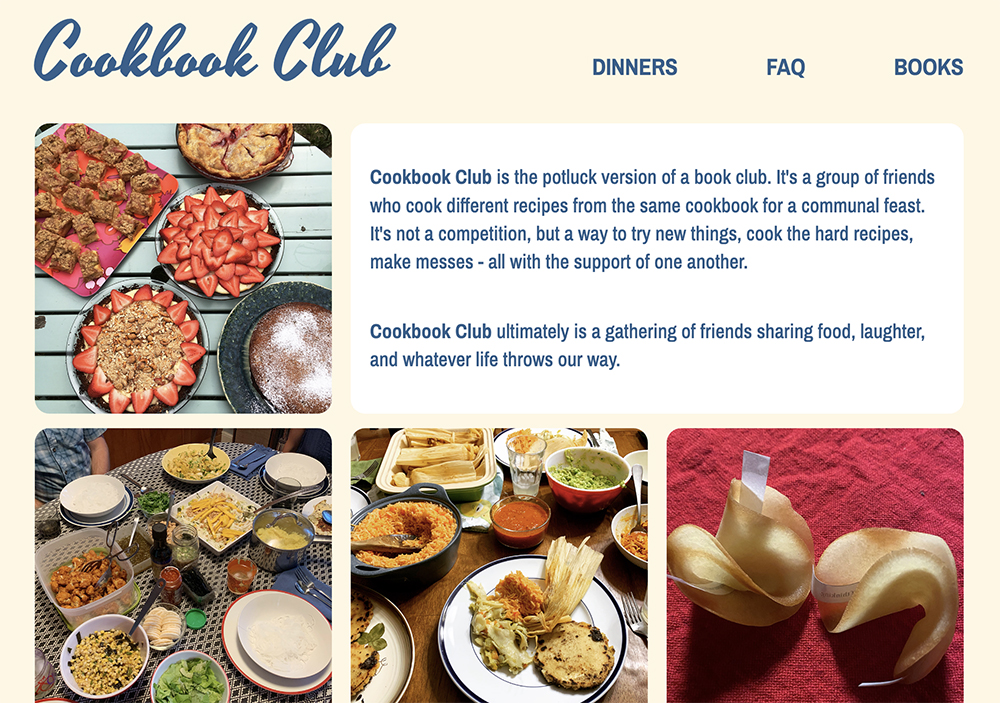 Cookbook Club
DINNERS
FAQ
BOOKS
Cookbook Club is the potluck version of a book club. It's a group of friends
who cook different recipes from the same cookbook for a communal feast.
It's not a competition, but a way to try new things, cook the hard recipes,
make messes - all with the support of one another.
Cookbook Club ultimately is a gathering of friends sharing food, laughter,
and whatever life throws our way.